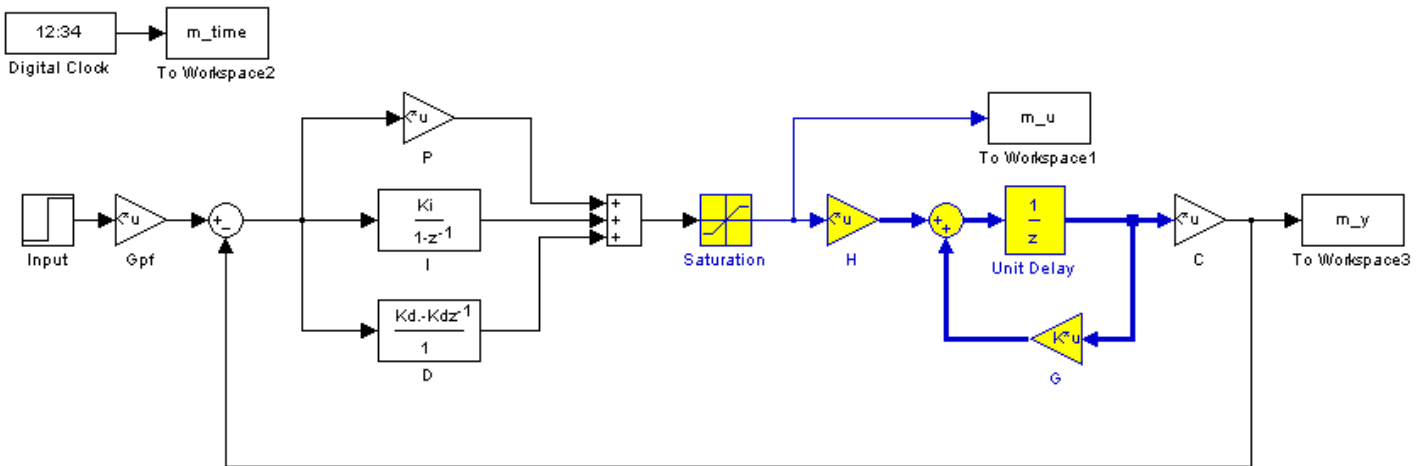 12:34
m_time
Digital Clock
To Workspace2
u
P
m_u
To Workspace1
Input
u
Gpf
+
−
Ki
1-z-1
I
+
+
+
Saturation
u
H
+
+
1
z
Unit Delay
u
C
m_y
To Workspace3
Kd.-Kdz-1
1
D
K*u
G